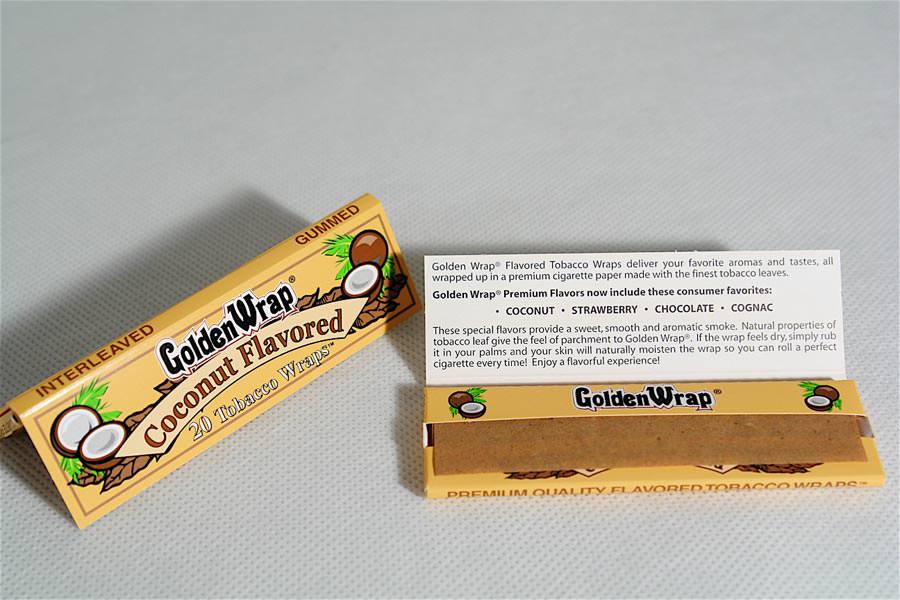 INTERLEAVED
GUMMED
GoldenWrap®
Coconut Flavored
20 Tobacco Wraps™
Golden Wrap® Flavored Tobacco Wraps deliver your favorite aromas and tastes, all
wrapped up in a premium cigarette paper made with the finest tobacco leaves.
Golden Wrap® Premium Flavors now include these consumer favorites:
• COCONUT • STRAWBERRY • CHOCOLATE • COGNAC
These special flavors provide a sweet, smooth and aromatic smoke. Natural properties of
tobacco leaf give the feel of parchment to Golden Wrap®. If the wrap feels dry, simply rub
it in your palms and your skin will naturally moisten the wrap so you can roll a perfect
cigarette every time! Enjoy a flavorful experience!
GoldenWrap®
PREMIUM QUALITY FLAVORED TOBACCO WRAPS™